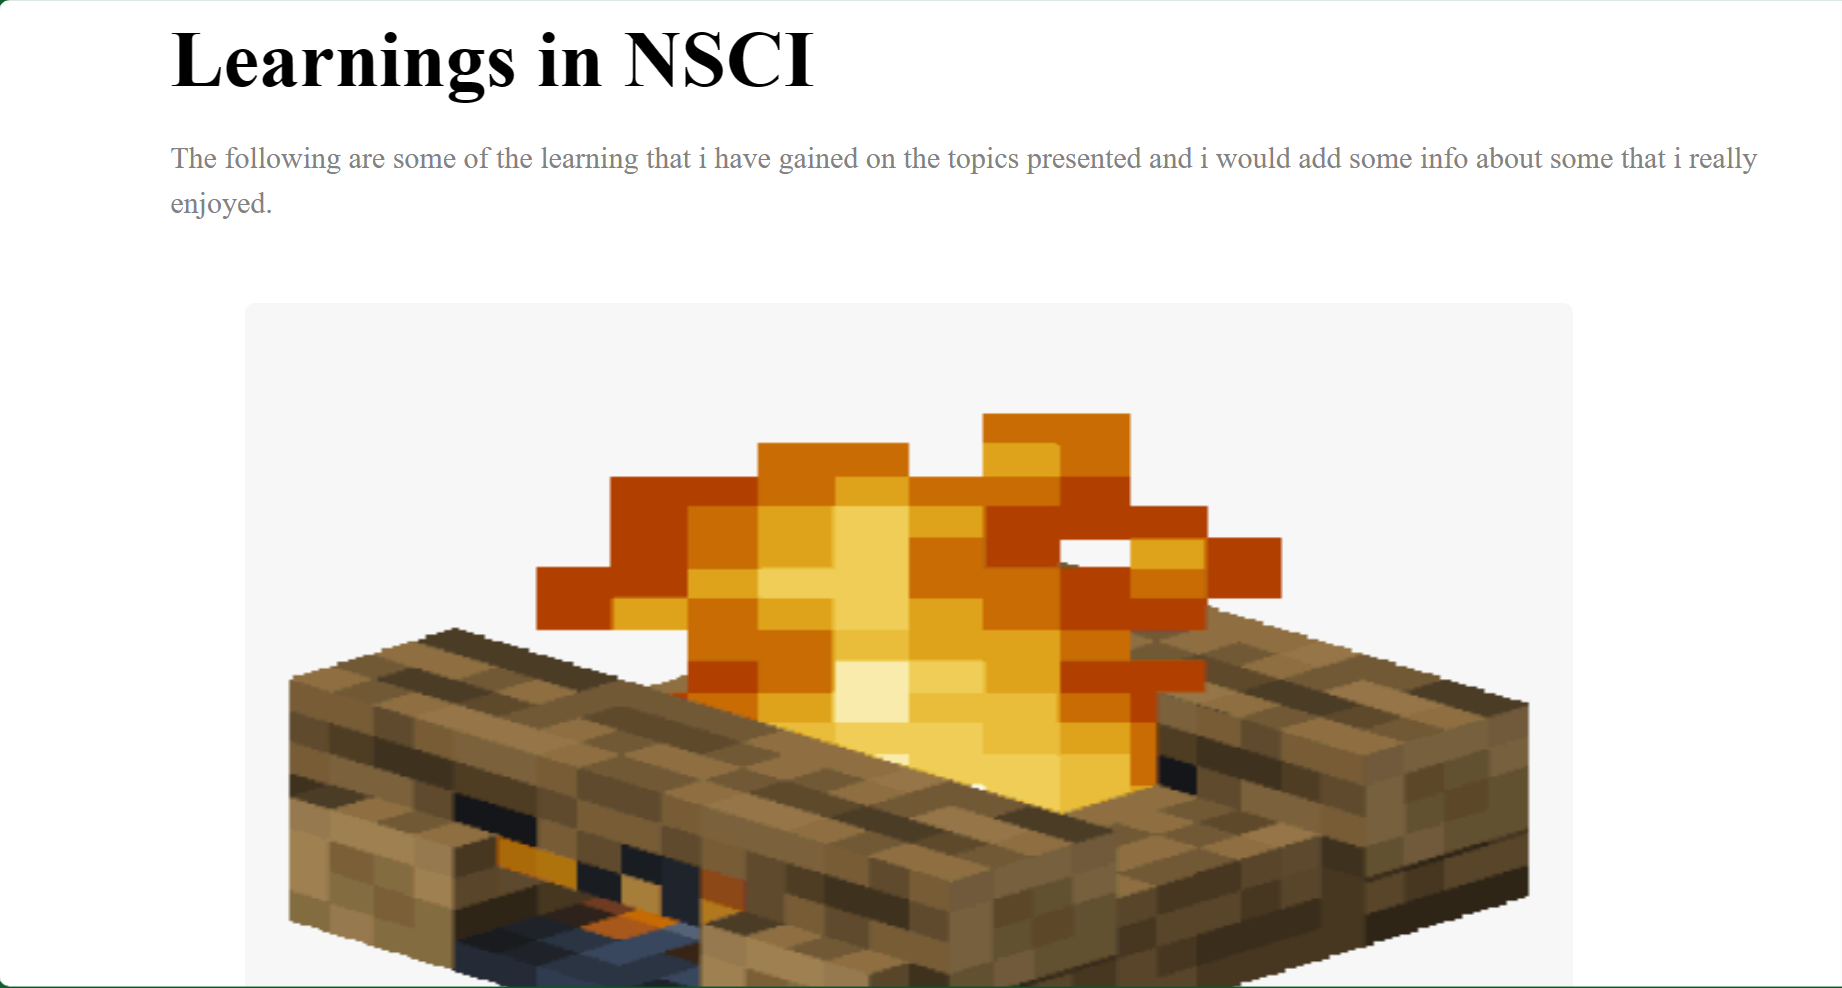 Learnings in NSCI
The following are some of the learning that i have gained on the topics presented and i would add some info about some that i really
enjoyed.